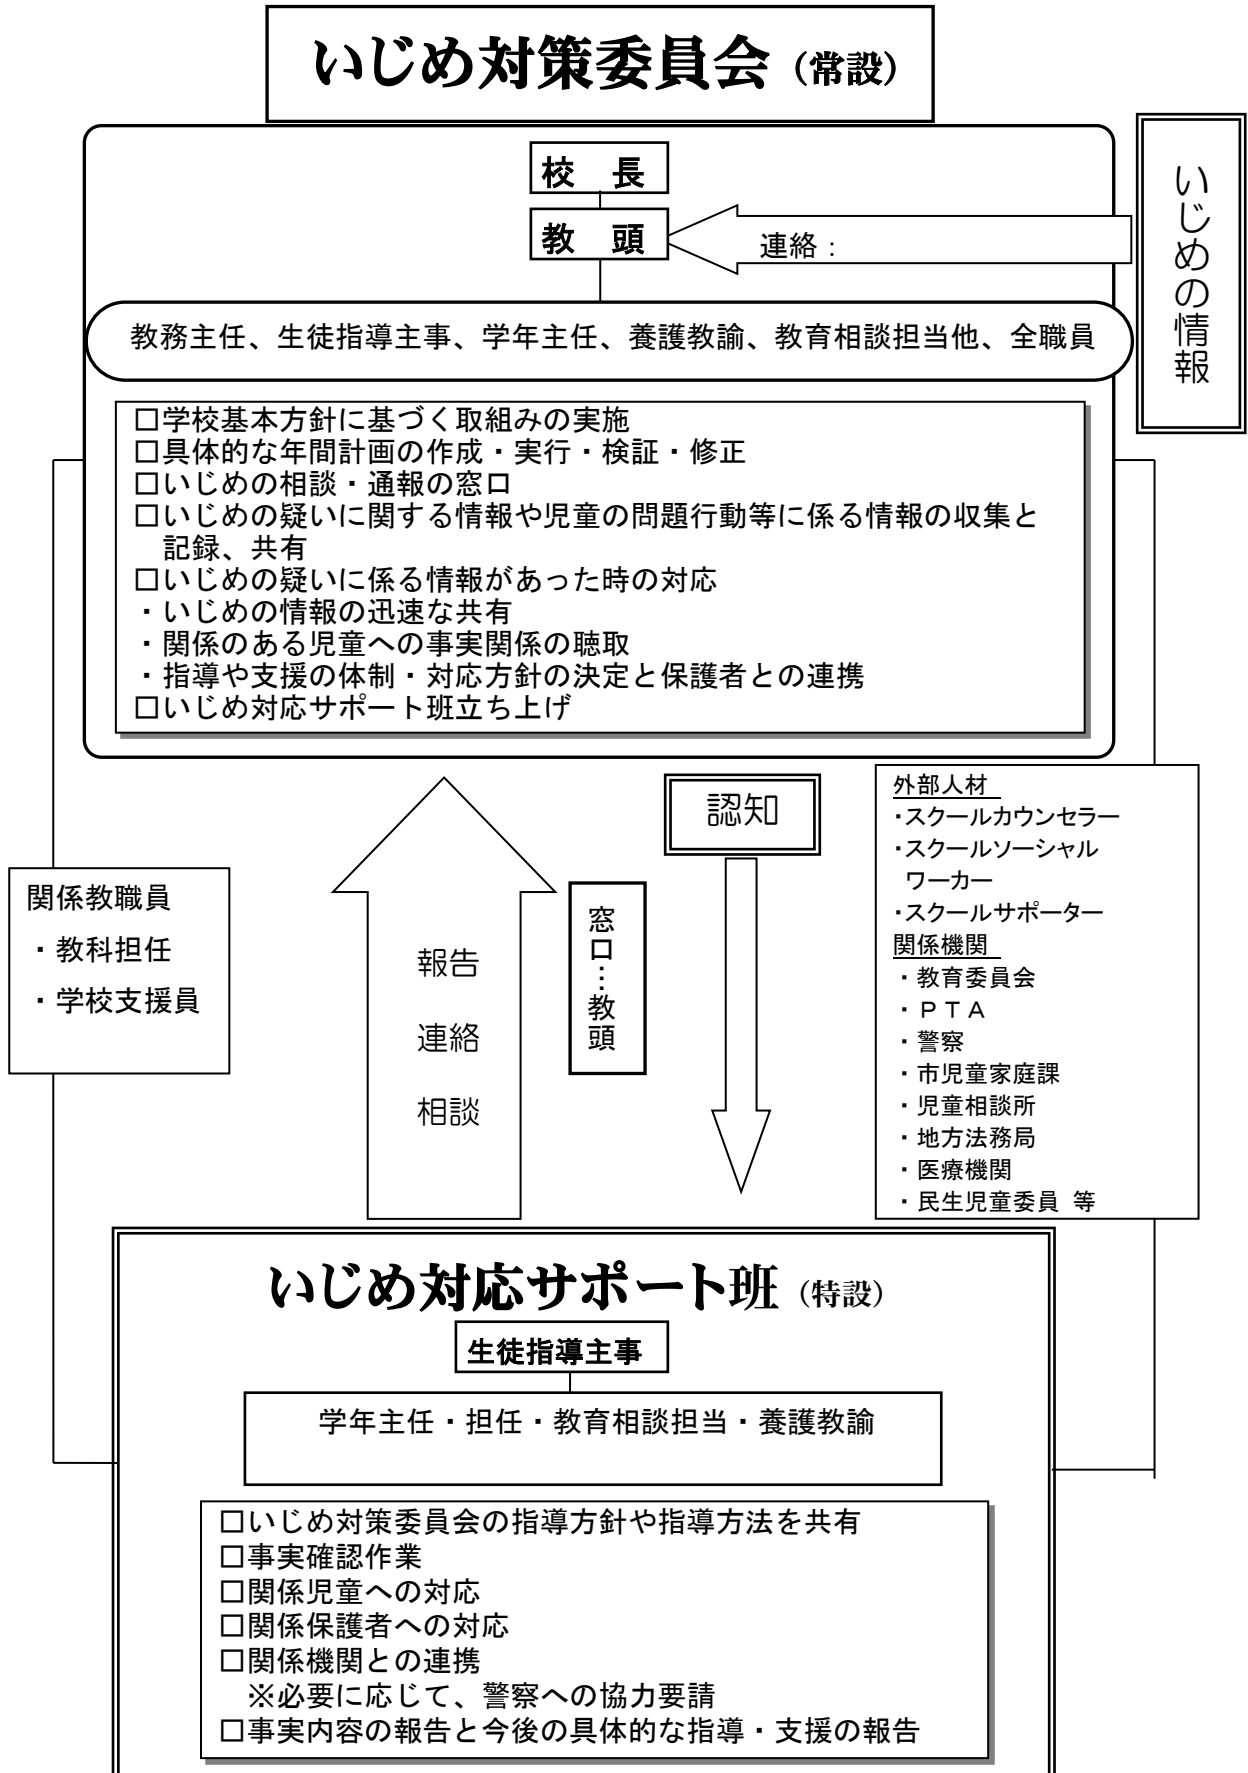 いじめ対策委員会（常設）
校　長
教　頭
連絡：
いじめの情報
教務主任、生徒指導主事、学年主任、養護教諭、教育相談担当他、全職員
□学校基本方針に基づく取組みの実施
□具体的な年間計画の作成・実行・検証・修正
□いじめの相談・通報の窓口
□いじめの疑いに関する情報や児童の問題行動等に係る情報の収集と
記録、共有
□いじめの疑いに係る情報があった時の対応
・いじめの情報の迅速な共有
・関係のある児童への事実関係の聴取
・指導や支援の体制・対応方針の決定と保護者との連携
□いじめ対応サポート班立ち上げ
関係教職員
・教科担任
・学校支援員
報告
連絡
相談
窓口…教頭
認知
外部人材
・スクールカウンセラー
・スクールソーシャル
ワーカー
・スクールサポーター
関係機関
・教育委員会
・ＰＴＡ
・警察
・市児童家庭課
・児童相談所
・地方法務局
・医療機関
・民生児童委員 等
いじめ対応サポート班（特設）
生徒指導主事
学年主任・担任・教育相談担当・養護教諭
□いじめ対策委員会の指導方針や指導方法を共有
□事実確認作業
□関係児童への対応
□関係保護者への対応
□関係機関との連携
※必要に応じて、警察への協力要請
□事実内容の報告と今後の具体的な指導・支援の報告